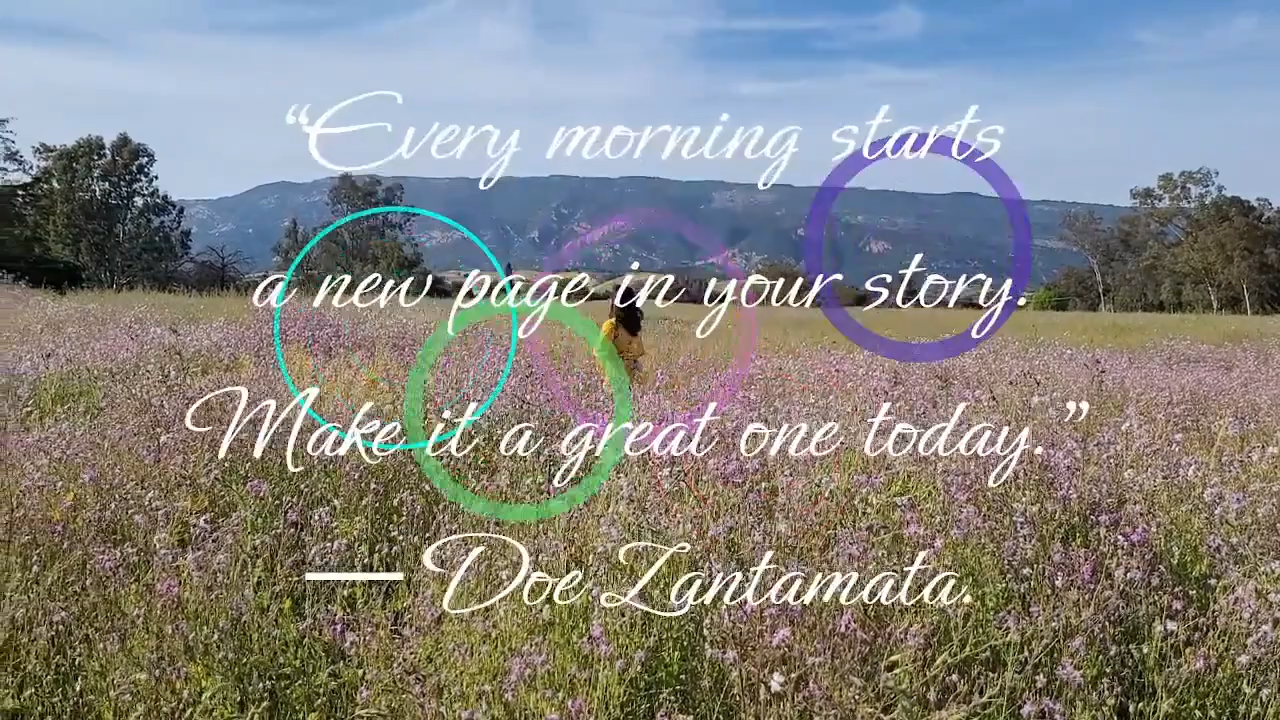 “Every morning starts
a new page in your story.
Make it a great one today.”
— Doe Zantamata.